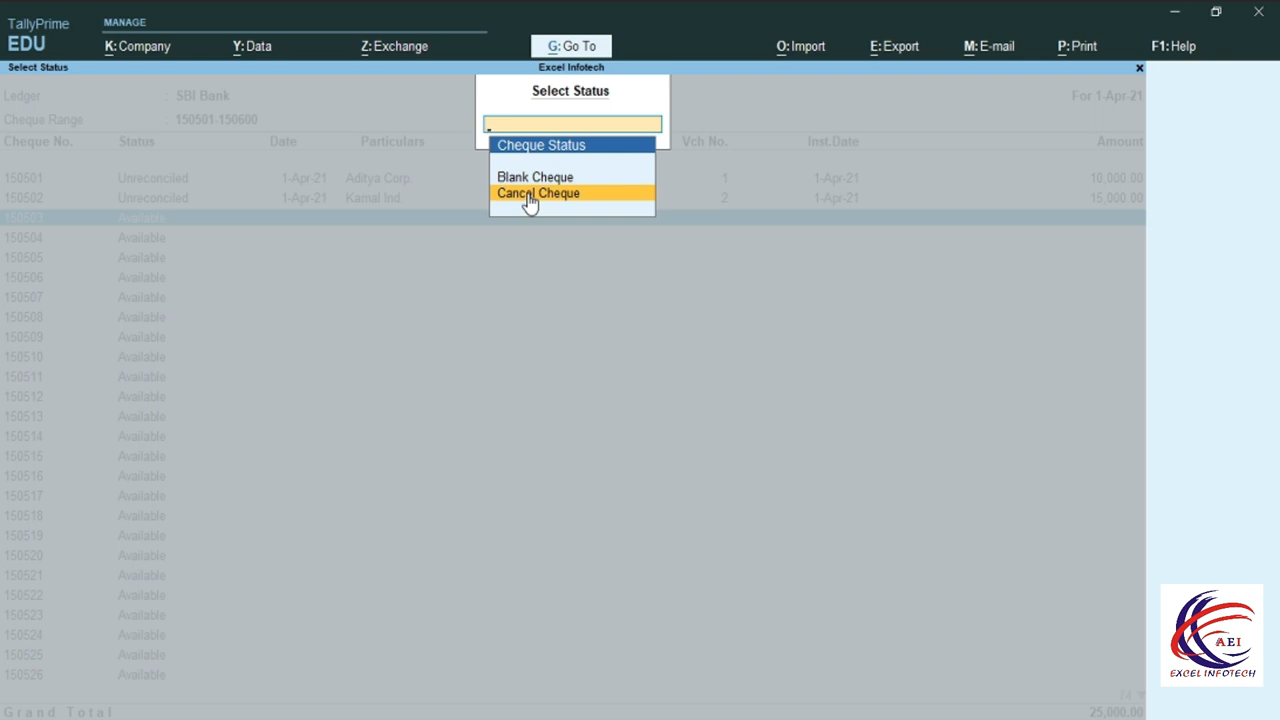 TallyPrime
EDU
MANAGE
K: Company
Y: Data
Z: Exchange
G: Go To
O: Import
E: Export
M: E-mail
P: Print
F1: Help
Select Status
Excel Infotech
Ledger : SBI Bank
For 1-Apr-21
Cheque Range : 150501-150600
Select Status
Cheque Status
Blank Cheque
Cancel Cheque
Cheque No. Status Date Particulars Vch No. Inst.Date Amount
150501 Unreconciled 1-Apr-21 Aditya Corp. 1 1-Apr-21 10,000.00
150502 Unreconciled 1-Apr-21 Kamal Ind. 2 1-Apr-21 15,000.00
150503 Available
150504 Available
150505 Available
150506 Available
150507 Available
150508 Available
150509 Available
150510 Available
150511 Available
150512 Available
150513 Available
150514 Available
150515 Available
150516 Available
150517 Available
150518 Available
150519 Available
150520 Available
150521 Available
150522 Available
150523 Available
150524 Available
150525 Available
150526 Available
74
Grand Total 25,000.00
AEI
EXCEL INFOTECH